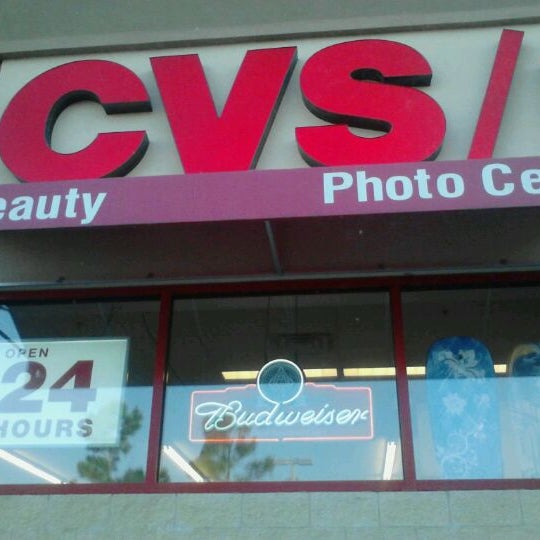 CVS/
eauty
Photo Ce
OPEN
24
HOURS
Budweiser